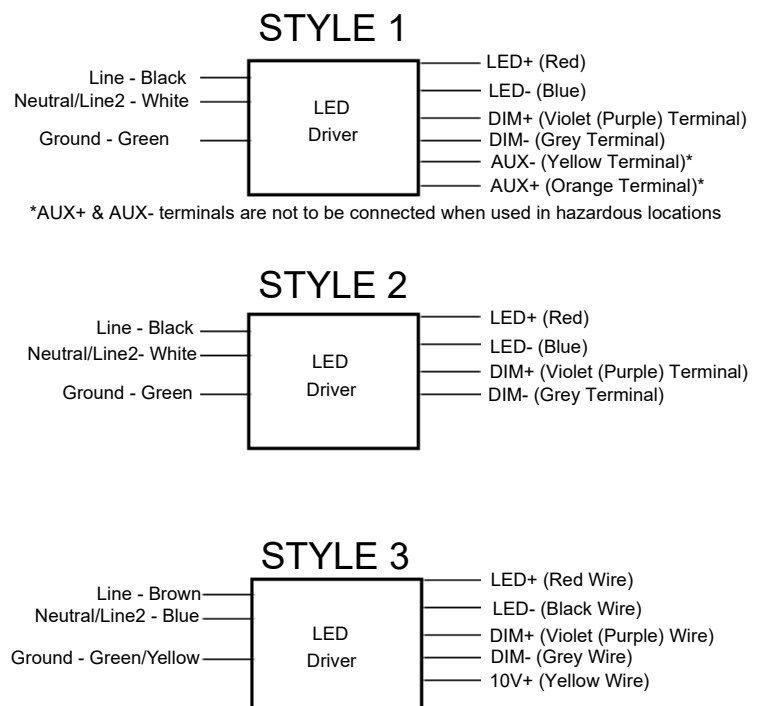 STYLE 1
Line - Black
Neutral/Line2 - White
Ground - Green
LED
Driver
LED+ (Red)
LED- (Blue)
DIM+ (Violet (Purple) Terminal)
DIM- (Grey Terminal)
AUX- (Yellow Terminal)*
AUX+ (Orange Terminal)*
*AUX+ & AUX- terminals are not to be connected when used in hazardous locations
STYLE 2
Line - Black
Neutral/Line2- White
Ground - Green
LED
Driver
LED+ (Red)
LED- (Blue)
DIM+ (Violet (Purple) Terminal)
DIM- (Grey Terminal)
STYLE 3
Line - Brown
Neutral/Line2 - Blue
Ground - Green/Yellow
LED
Driver
LED+ (Red Wire)
LED- (Black Wire)
DIM+ (Violet (Purple) Wire)
DIM- (Grey Wire)
10V+ (Yellow Wire)